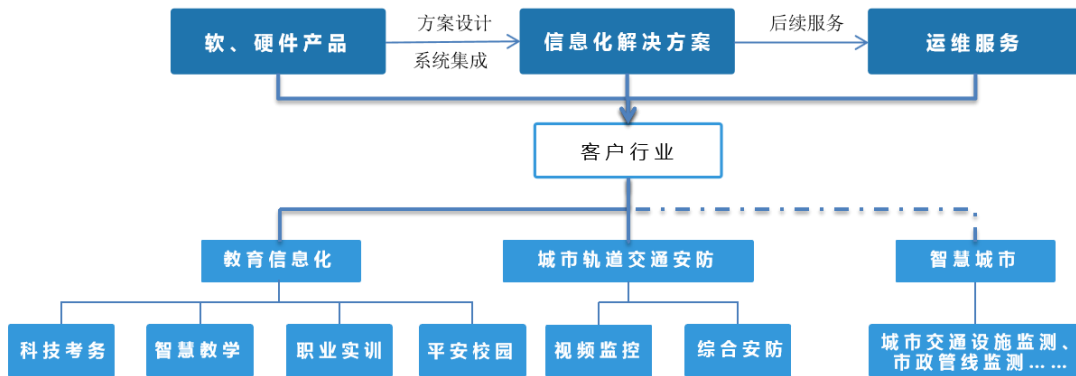 软、硬件产品
方案设计
系统集成
信息化解决方案
后续服务
运维服务
客户行业
教育信息化
城市轨道交通安防
智慧城市
科技考务
智慧教学
职业实训
平安校园
视频监控
综合安防
城市交通设施监测、
市政管线监测……